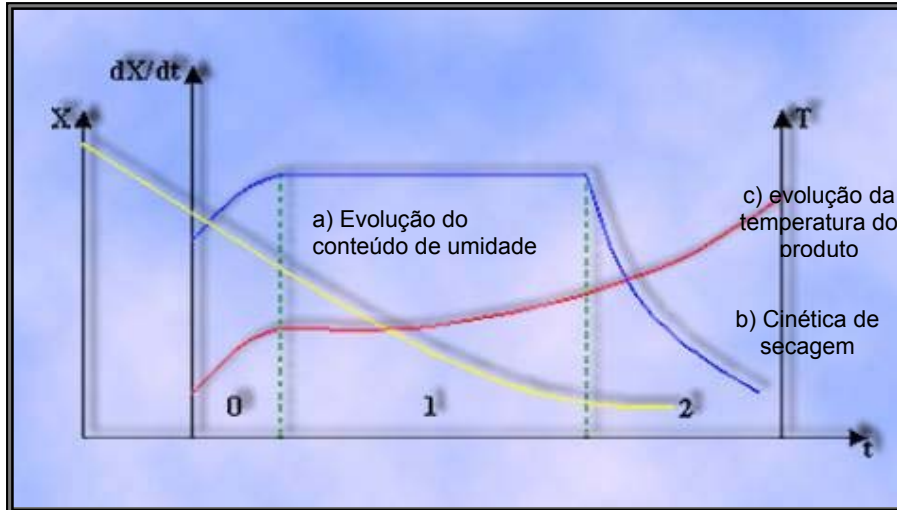 dX/dt
X
T
a) Evolução do
conteúdo de umidade
c) evolução da
temperatura do
produto
b) Cinética de
secagem
0
1
2
t